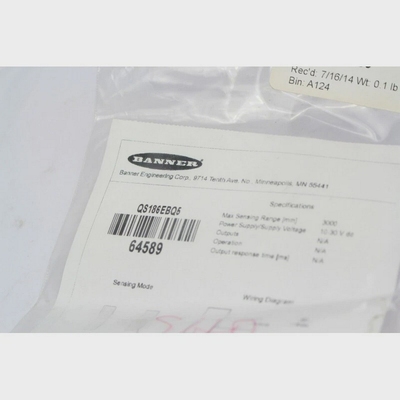 Rec'd: 7/16/14 Wt: 0.1 lb
Bin: A124
BANNER
Banner Engineering Corp., 9714 Tenth Ave. No., Minneapolis, MN 55441
QS186EBQ5
64589
Specifications
Max Sensing Range [mm] 3000
Power Supply/Supply Voltage 10-30 V dc
Outputs N/A
Operation N/A
Output response time [ms] N/A
Sensing Mode
Wiring Diagram